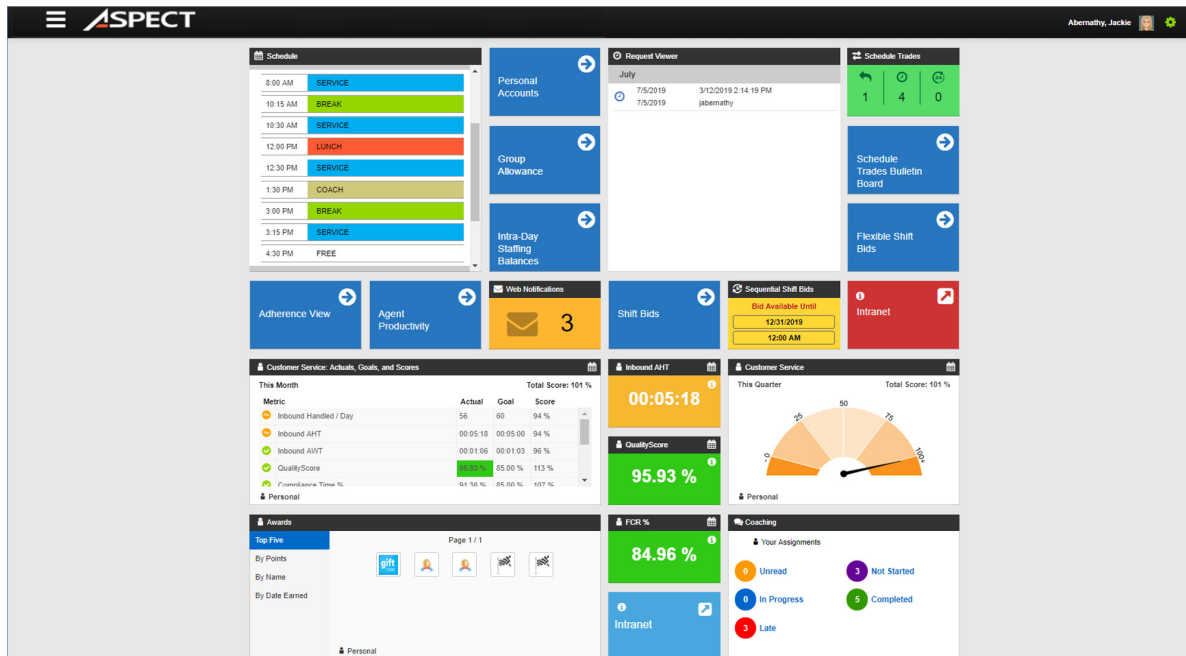 ASPECT
Abernathy, Jackie
Schedule
8:00 AM SERVICE
10:15 AM BREAK
10:30 AM SERVICE
12:00 PM LUNCH
12:30 PM SERVICE
1:30 PM COACH
3:00 PM BREAK
3:15 PM SERVICE
4:30 PM FREE
Personal
Accounts
Group
Allowance
Intra-Day
Staffing
Balances
Request Viewer
July
7/5/2019 3/12/2019 2:14:19 PM
7/5/2019 jabernathy
Schedule Trades
24
1 4 0
Schedule
Trades Bulletin
Board
Flexible Shift
Bids
Adherence View
Agent
Productivity
Web Notifications
3
Shift Bids
Sequential Shift Bids
Bid Available Until
12/31/2019
12:00 AM
Intranet
Customer Service: Actuals, Goals, and Scores
This Month Total Score: 101 %
Metric Actual Goal Score
Inbound Handled / Day 56 60 94 %
Inbound AHT 00:05:18 00:05:00 94 %
Inbound AWT 00:01:06 00:01:03 96 %
QualityScore 95.93 % 85.00 % 113 %
Compliance Time % 91.36 % 85.00 % 107 %
Personal
Inbound AHT
00:05:18
QualityScore
95.93 %
Customer Service
This Quarter Total Score: 101 %
- 0 25 50 75 100+
Personal
Awards
Top Five
By Points
By Name
By Date Earned
Page 1 / 1
gift
Personal
FCR %
84.96 %
Intranet
Coaching
Your Assignments
0 Unread 3 Not Started
0 In Progress 5 Completed
3 Late